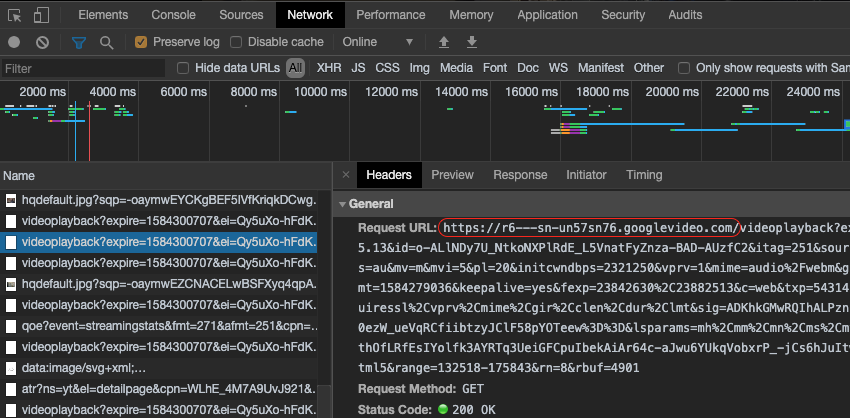 Elements Console Sources Network Performance Memory Application Security Audits
Preserve log Disable cache Online
Filter Hide data URLs All XHR JS CSS Img Media Font Doc WS Manifest Other Only show requests with San
2000 ms 4000 ms 6000 ms 8000 ms 10000 ms 12000 ms 14000 ms 16000 ms 18000 ms 20000 ms 22000 ms 24000 ms
Name
hqdefault.jpg?sqp=-oaymwEYCKgBEF5IVfKriqkDCwg…
videoplayback?expire=1584300707&ei=Qy5uXo-hFdK…
videoplayback?expire=1584300707&ei=Qy5uXo-hFdK…
videoplayback?expire=1584300707&ei=Qy5uXo-hFdK…
hqdefault.jpg?sqp=-oaymwEZCNACELwBSFXyq4qpA…
videoplayback?expire=1584300707&ei=Qy5uXo-hFdK…
qoe?event=streamingstats&fmt=271&afmt=251&cpn=…
videoplayback?expire=1584300707&ei=Qy5uXo-hFdK…
data:image/svg+xml;…
atr?ns=yt&el=detailpage&cpn=WLhE_4M7A9UvJ921&…
videoplayback?expire=1584300707&ei=Qy5uXo-hFdK…
× Headers Preview Response Initiator Timing
General
Request URL: https://r6---sn-un57sn76.googlevideo.com/videoplayback?ex
5.13&id=o-ALlNDy7U_NtkoNXPlRdE_L5VnatFyZnza-BAD-AUzfC2&itag=251&sour
s=au&mv=m&mvi=5&pl=20&initcwndbps=2321250&vprv=1&mime=audio%2Fwebm&g
mt=1584279036&keepalive=yes&fexp=23842630%2C23882513&c=web&txp=54314
uiressl%2Cvprv%2Cmime%2Cgir%2Cclen%2Cdur%2Clmt&sig=ADKhkGMwRQIhALPzn
0ezW_ueVqRCfiibtzyJClF58pYOTeew%3D%3D&lsparams=mh%2Cmm%2Cmn%2Cms%2Cm
thOfLRfEsIYolfk3AYRTq3UeiGFCpuIbekAiAr64c-aJwu6YUkqVobxrP_-jCs6hJuIt
tml5&range=132518-175843&rn=8&rbuf=4901
Request Method: GET
Status Code: 200 OK